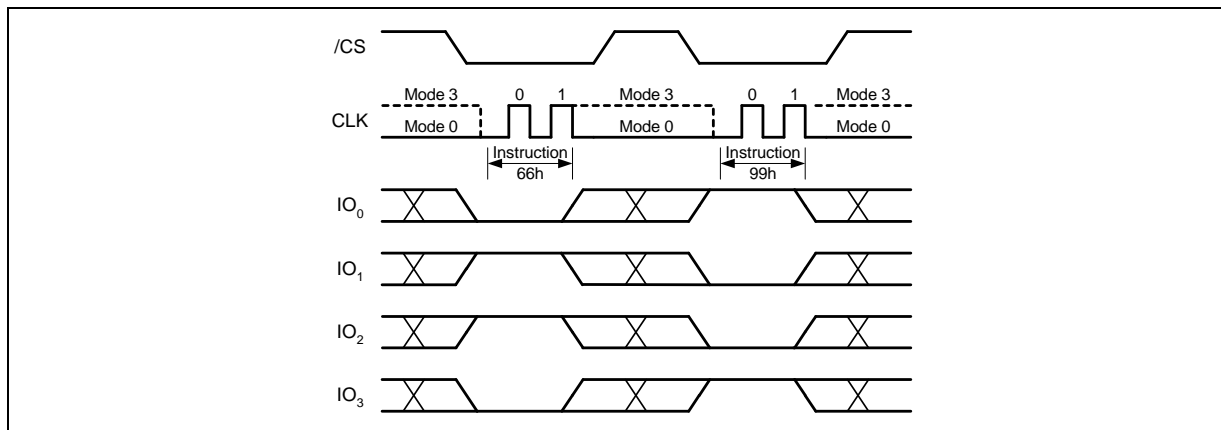 /CS
Mode 3 0 1 Mode 3 0 1 Mode 3
CLK
Mode 0 Mode 0 Mode 0
Instruction Instruction
66h 99h
IO0
IO1
IO2
IO3